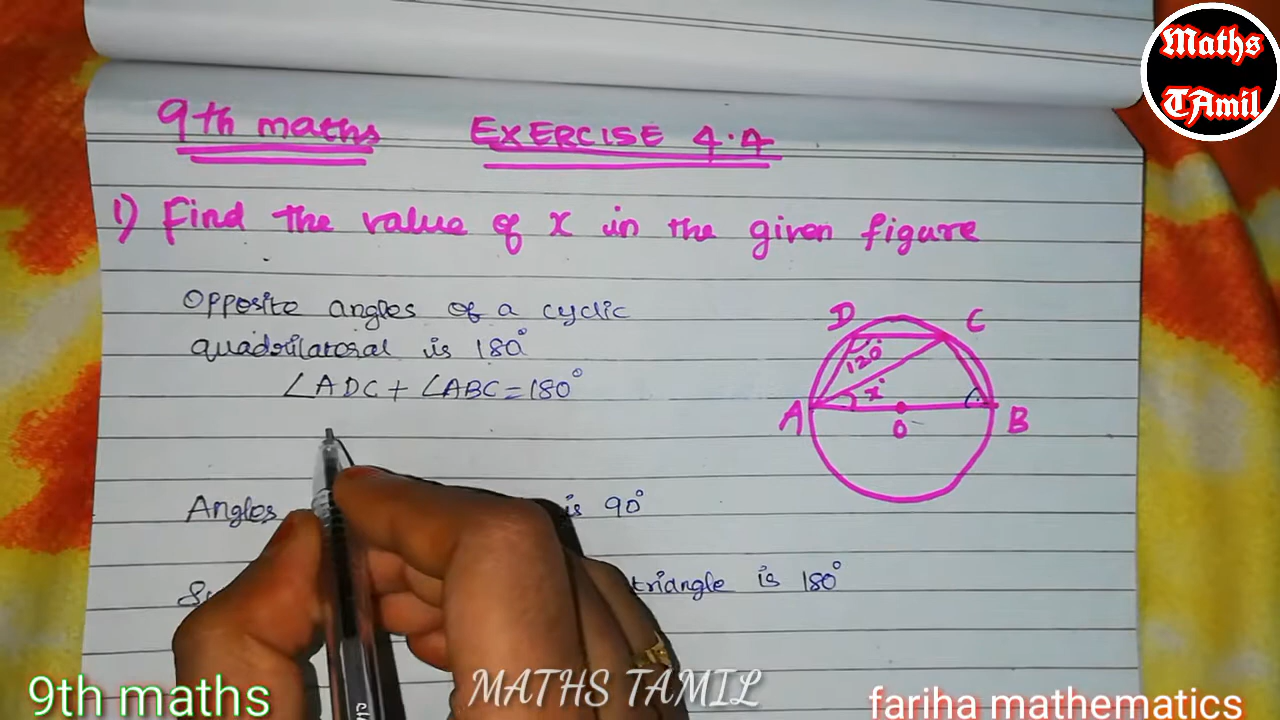 Maths
TAmil
9th maths EXERCISE 4.4
1) Find the value of x in the given figure
Opposite angles of a cyclic
quadrilateral is 180°
∠ADC + ∠ABC = 180°
D C
120°
x°
A B
O
Angles is 90°
triangle is 180°
9th maths MATHS TAMIL fariha mathematics